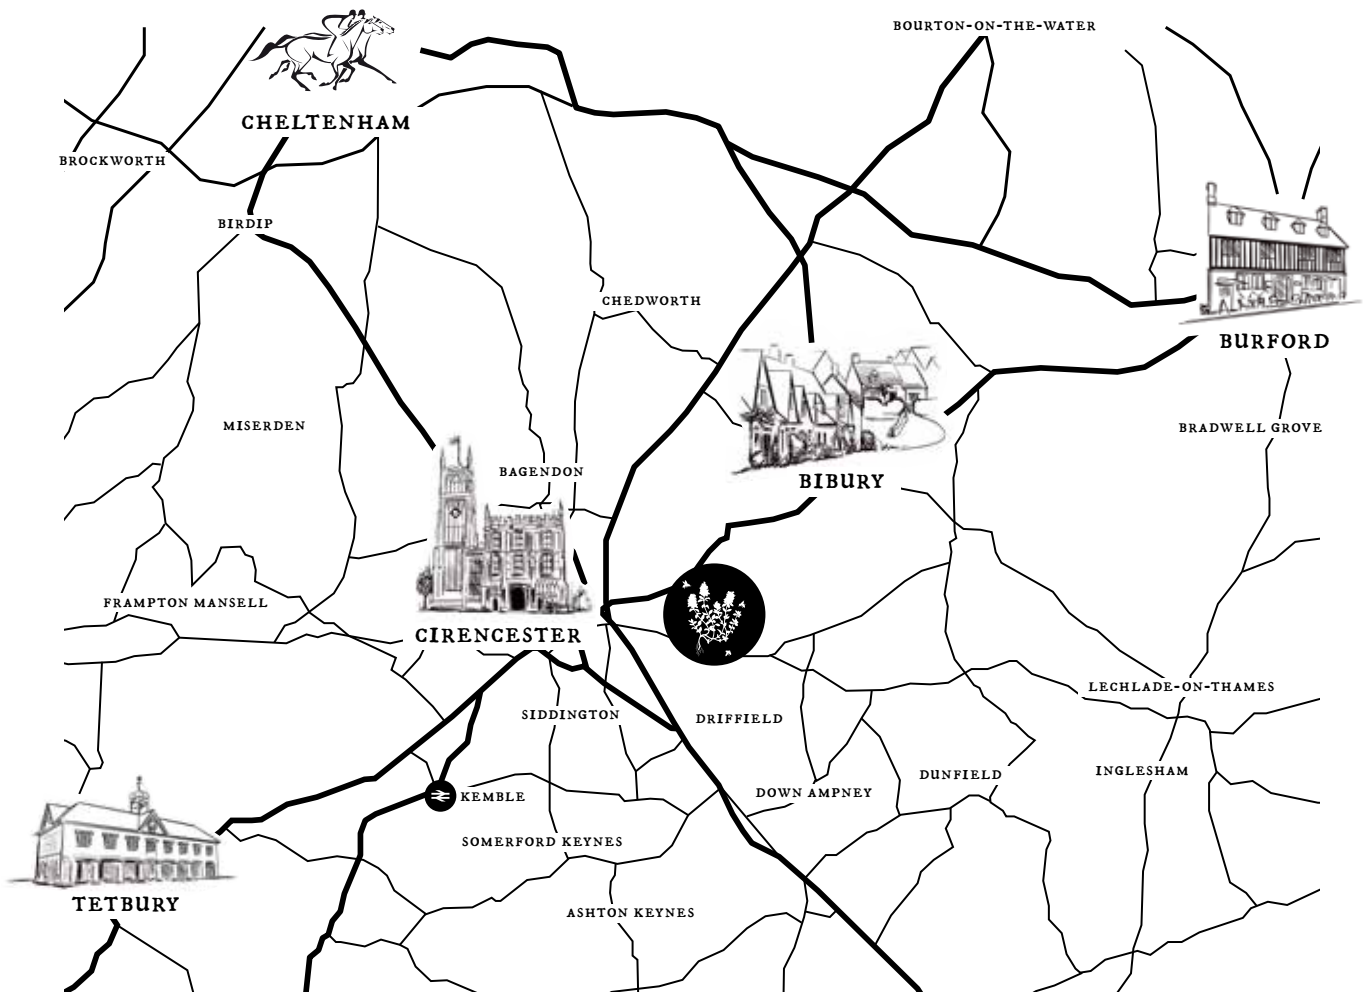 BOURTON-ON-THE-WATER
CHELTENHAM
BROCKWORTH
BIRDIP
CHEDWORTH
BURFORD
MISERDEN
BRADWELL GROVE
BAGENDON
BIBURY
FRAMPTON MANSELL
CIRENCESTER
LECHLADE-ON-THAMES
SIDDINGTON
DRIFFIELD
DUNFIELD
INGLESHAM
DOWN AMPNEY
KEMBLE
SOMERFORD KEYNES
TETBURY
ASHTON KEYNES